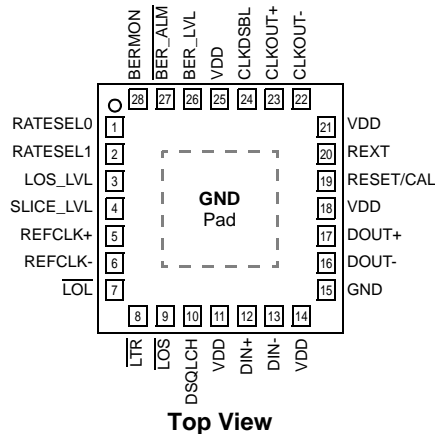 BERMON
BER_ALM
BER_LVL
VDD
CLKDSBL
CLKOUT+
CLKOUT-
28 27 26 25 24 23 22
RATESEL0 1
RATESEL1 2
LOS_LVL 3
SLICE_LVL 4
REFCLK+ 5
REFCLK- 6
LOL 7
GND
Pad
21 VDD
20 REXT
19 RESET/CAL
18 VDD
17 DOUT+
16 DOUT-
15 GND
8 9 10 11 12 13 14
LTR
LOS
DSQLCH
VDD
DIN+
DIN-
VDD
Top View